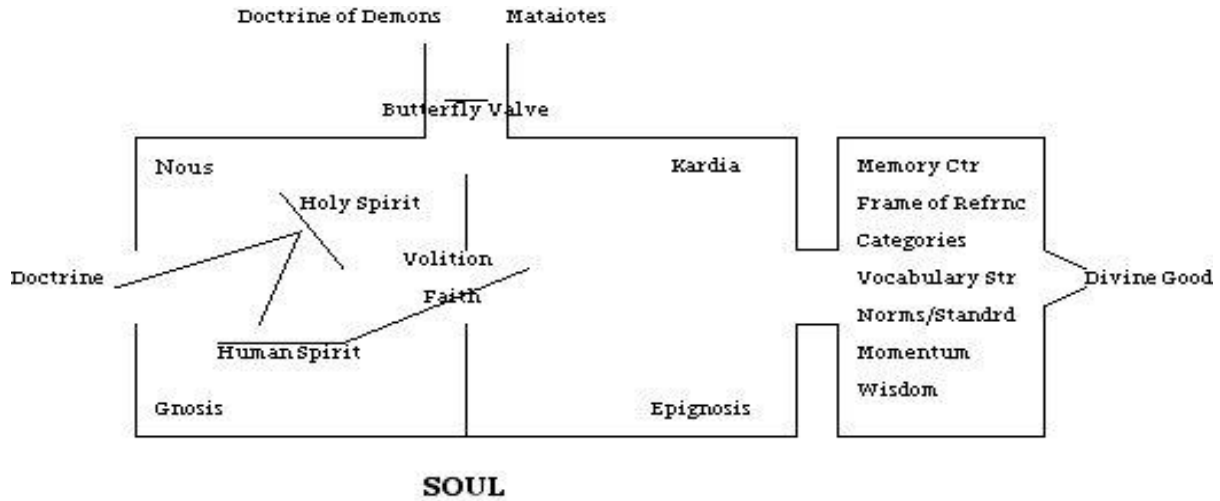 Doctrine of Demons Mataiotes
Butterfly Valve
Nous Kardia Memory Ctr
Holy Spirit Frame of Refrnc
Volition Categories
Doctrine Faith Vocabulary Str Divine Good
Norms/Standrd
Human Spirit Momentum
Wisdom
Gnosis Epignosis
SOUL